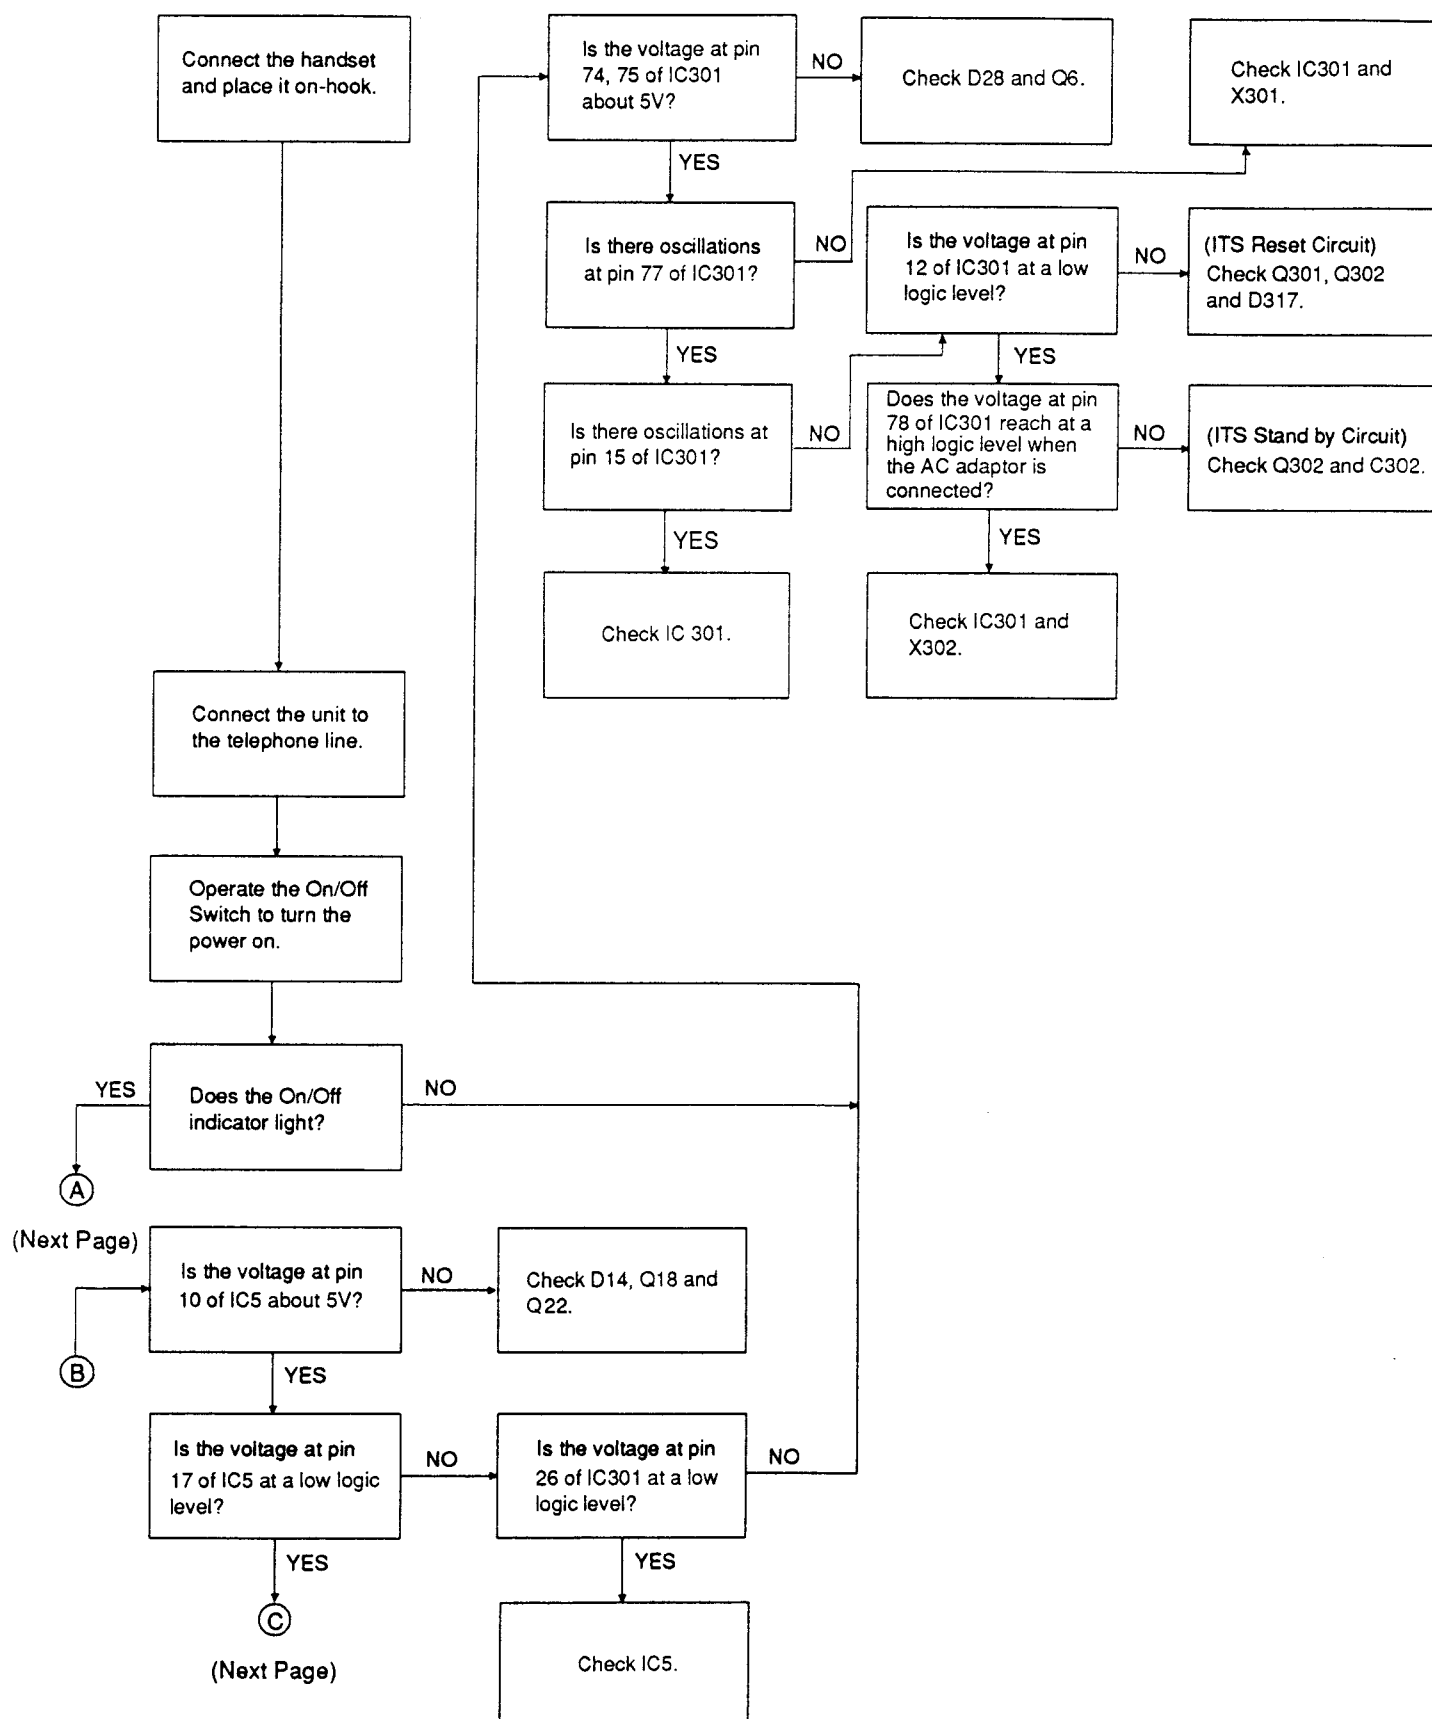 Connect the handset
and place it on-hook.
Is the voltage at pin
74, 75 of IC301
about 5V?
NO
Check D28 and Q6.
Check IC301 and
X301.
YES
Is there oscillations
at pin 77 of IC301?
NO
Is the voltage at pin
12 of IC301 at a low
logic level?
NO
(ITS Reset Circuit)
Check Q301, Q302
and D317.
YES
YES
Is there oscillations at
pin 15 of IC301?
NO
Does the voltage at pin
78 of IC301 reach at a
high logic level when
the AC adaptor is
connected?
NO
(ITS Stand by Circuit)
Check Q302 and C302.
YES
YES
Check IC 301.
Check IC301 and
X302.
Connect the unit to
the telephone line.
Operate the On/Off
Switch to turn the
power on.
YES
Does the On/Off
indicator light?
NO
A
(Next Page)
Is the voltage at pin
10 of IC5 about 5V?
NO
Check D14, Q18 and
Q22.
B
YES
Is the voltage at pin
17 of IC5 at a low logic
level?
NO
Is the voltage at pin
26 of IC301 at a low
logic level?
NO
YES
YES
C
(Next Page)
Check IC5.